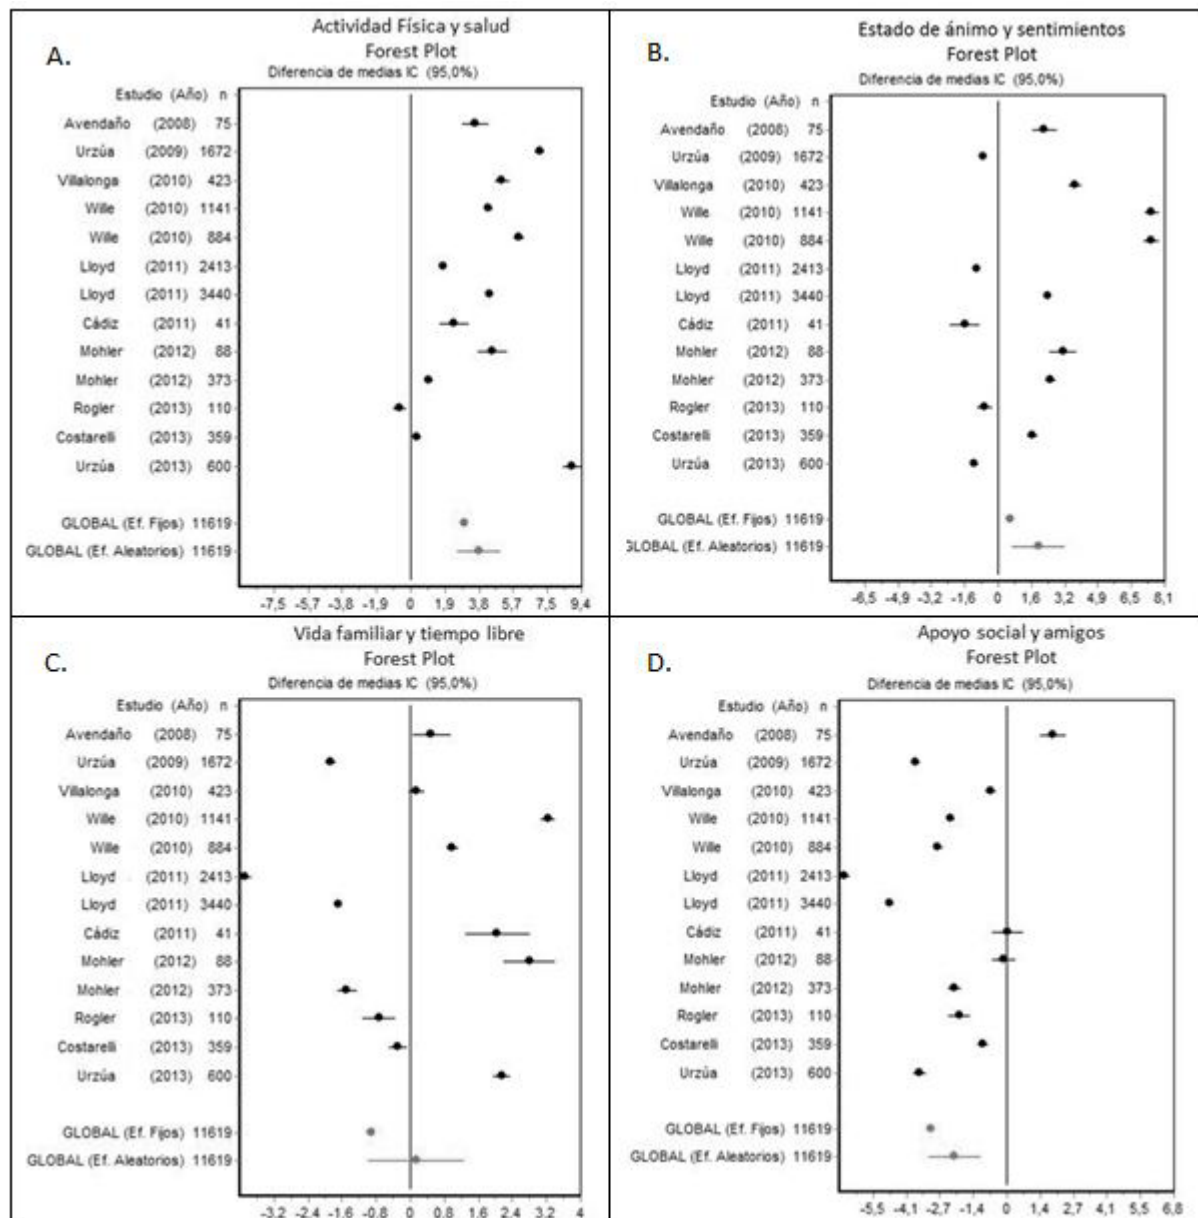 A.
Actividad Física y salud
Forest Plot
Diferencia de medias IC (95,0%)
Estudio (Año) n
Avendaño (2008) 75
Urzúa (2009) 1672
Villalonga (2010) 423
Wille (2010) 1141
Wille (2010) 884
Lloyd (2011) 2413
Lloyd (2011) 3440
Cádiz (2011) 41
Mohler (2012) 88
Mohler (2012) 373
Rogler (2013) 110
Costarelli (2013) 359
Urzúa (2013) 600
GLOBAL (Ef. Fijos) 11619
GLOBAL (Ef. Aleatorios) 11619
-7,5 -5,7 -3,8 -1,9 0 1,9 3,8 5,7 7,5 9,4
B.
Estado de ánimo y sentimientos
Forest Plot
Diferencia de medias IC (95,0%)
Estudio (Año) n
Avendaño (2008) 75
Urzúa (2009) 1672
Villalonga (2010) 423
Wille (2010) 1141
Wille (2010) 884
Lloyd (2011) 2413
Lloyd (2011) 3440
Cádiz (2011) 41
Mohler (2012) 88
Mohler (2012) 373
Rogler (2013) 110
Costarelli (2013) 359
Urzúa (2013) 600
GLOBAL (Ef. Fijos) 11619
GLOBAL (Ef. Aleatorios) 11619
-6,5 -4,9 -3,2 -1,6 0 1,6 3,2 4,9 6,5 8,1
C.
Vida familiar y tiempo libre
Forest Plot
Diferencia de medias IC (95,0%)
Estudio (Año) n
Avendaño (2008) 75
Urzúa (2009) 1672
Villalonga (2010) 423
Wille (2010) 1141
Wille (2010) 884
Lloyd (2011) 2413
Lloyd (2011) 3440
Cádiz (2011) 41
Mohler (2012) 88
Mohler (2012) 373
Rogler (2013) 110
Costarelli (2013) 359
Urzúa (2013) 600
GLOBAL (Ef. Fijos) 11619
GLOBAL (Ef. Aleatorios) 11619
-3,2 -2,4 -1,6 -0,8 0 0,8 1,6 2,4 3,2 4
D.
Apoyo social y amigos
Forest Plot
Diferencia de medias IC (95,0%)
Estudio (Año) n
Avendaño (2008) 75
Urzúa (2009) 1672
Villalonga (2010) 423
Wille (2010) 1141
Wille (2010) 884
Lloyd (2011) 2413
Lloyd (2011) 3440
Cádiz (2011) 41
Mohler (2012) 88
Mohler (2012) 373
Rogler (2013) 110
Costarelli (2013) 359
Urzúa (2013) 600
GLOBAL (Ef. Fijos) 11619
GLOBAL (Ef. Aleatorios) 11619
-5,5 -4,1 -2,7 -1,4 0 1,4 2,7 4,1 5,5 6,8